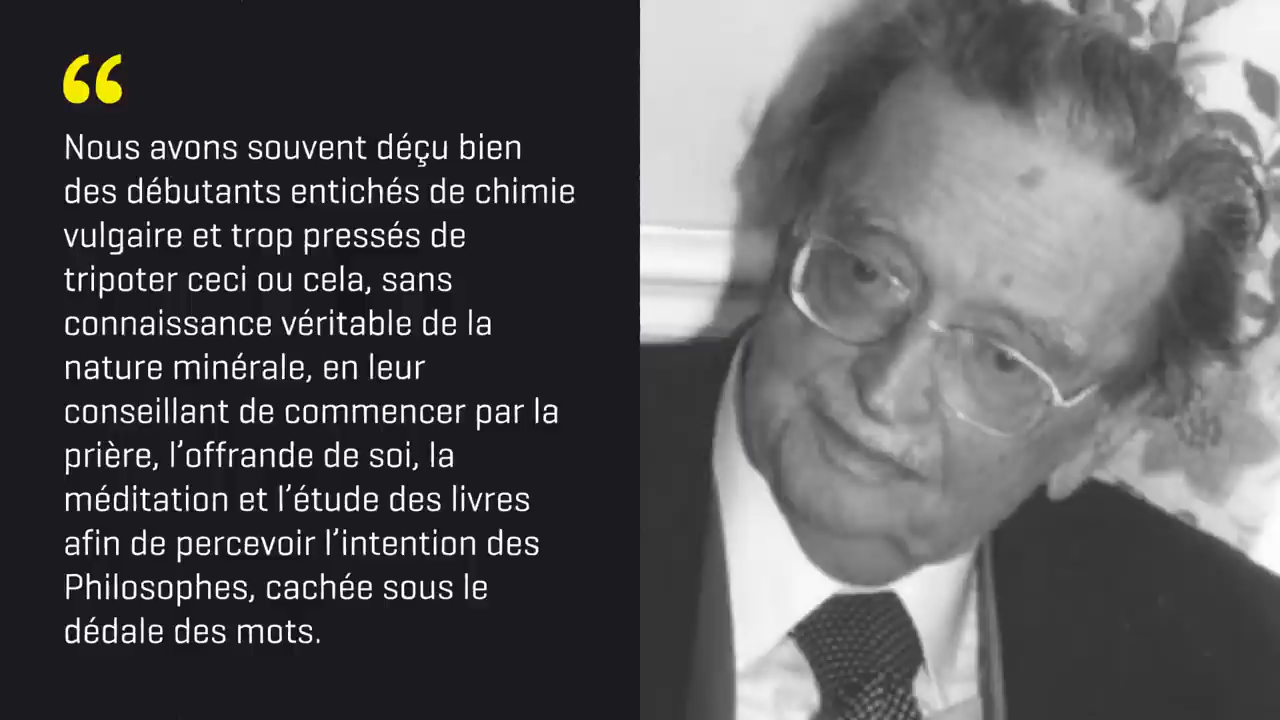 “
Nous avons souvent déçu bien
des débutants entichés de chimie
vulgaire et trop pressés de
tripoter ceci ou cela, sans
connaissance véritable de la
nature minérale, en leur
conseillant de commencer par la
prière, l’offrande de soi, la
méditation et l’étude des livres
afin de percevoir l’intention des
Philosophes, cachée sous le
dédale des mots.